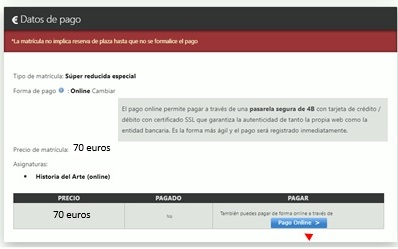 € Datos de pago
*La matrícula no implica reserva de plaza hasta que no se formalice el pago
Tipo de matrícula: Súper reducida especial
Forma de pago ? : Online Cambiar
El pago online permite pagar a través de una pasarela segura de 4B con tarjeta de crédito /
débito con certificado SSL que garantiza la autenticidad de tanto la propia web como la
entidad bancaria. Es la forma más ágil y el pago será registrado inmediatamente.
Precio de matrícula: 70 euros
Asignaturas:
• Historia del Arte (online)
PRECIO PAGADO PAGAR
70 euros No También puedes pagar de forma online a través de
Pago Online >